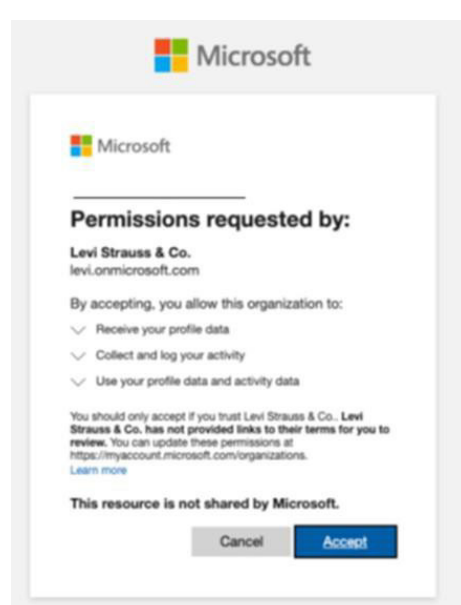 Microsoft
Microsoft
Permissions requested by:
Levi Strauss & Co.
levi.onmicrosoft.com
By accepting, you allow this organization to:
Receive your profile data
Collect and log your activity
Use your profile data and activity data
You should only accept if you trust Levi Strauss & Co.. Levi
Strauss & Co. has not provided links to their terms for you to
review. You can update these permissions at
https://myaccount.microsoft.com/organizations.
Learn more
This resource is not shared by Microsoft.
Cancel Accept